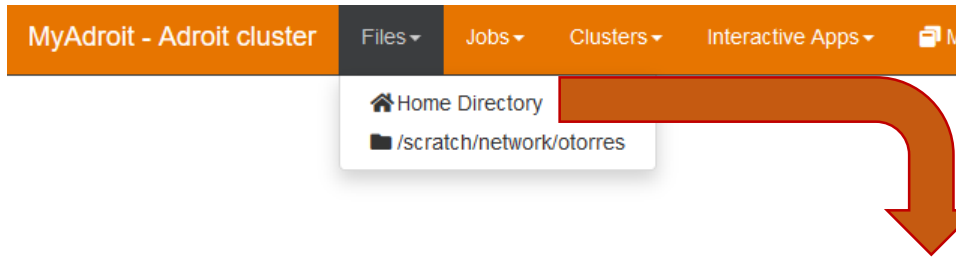 MyAdroit - Adroit cluster Files Jobs Clusters Interactive Apps
Home Directory
/scratch/network/otorres